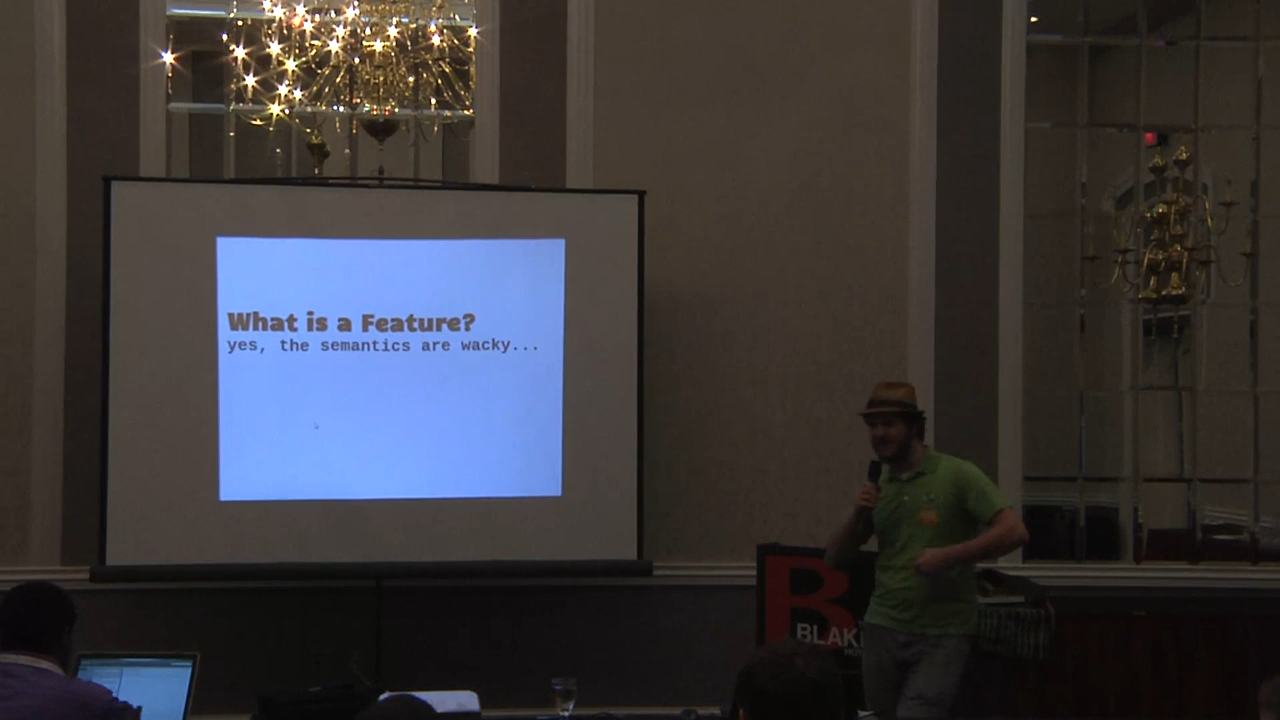 What is a Feature?
yes, the semantics are wacky...
B
BLAK